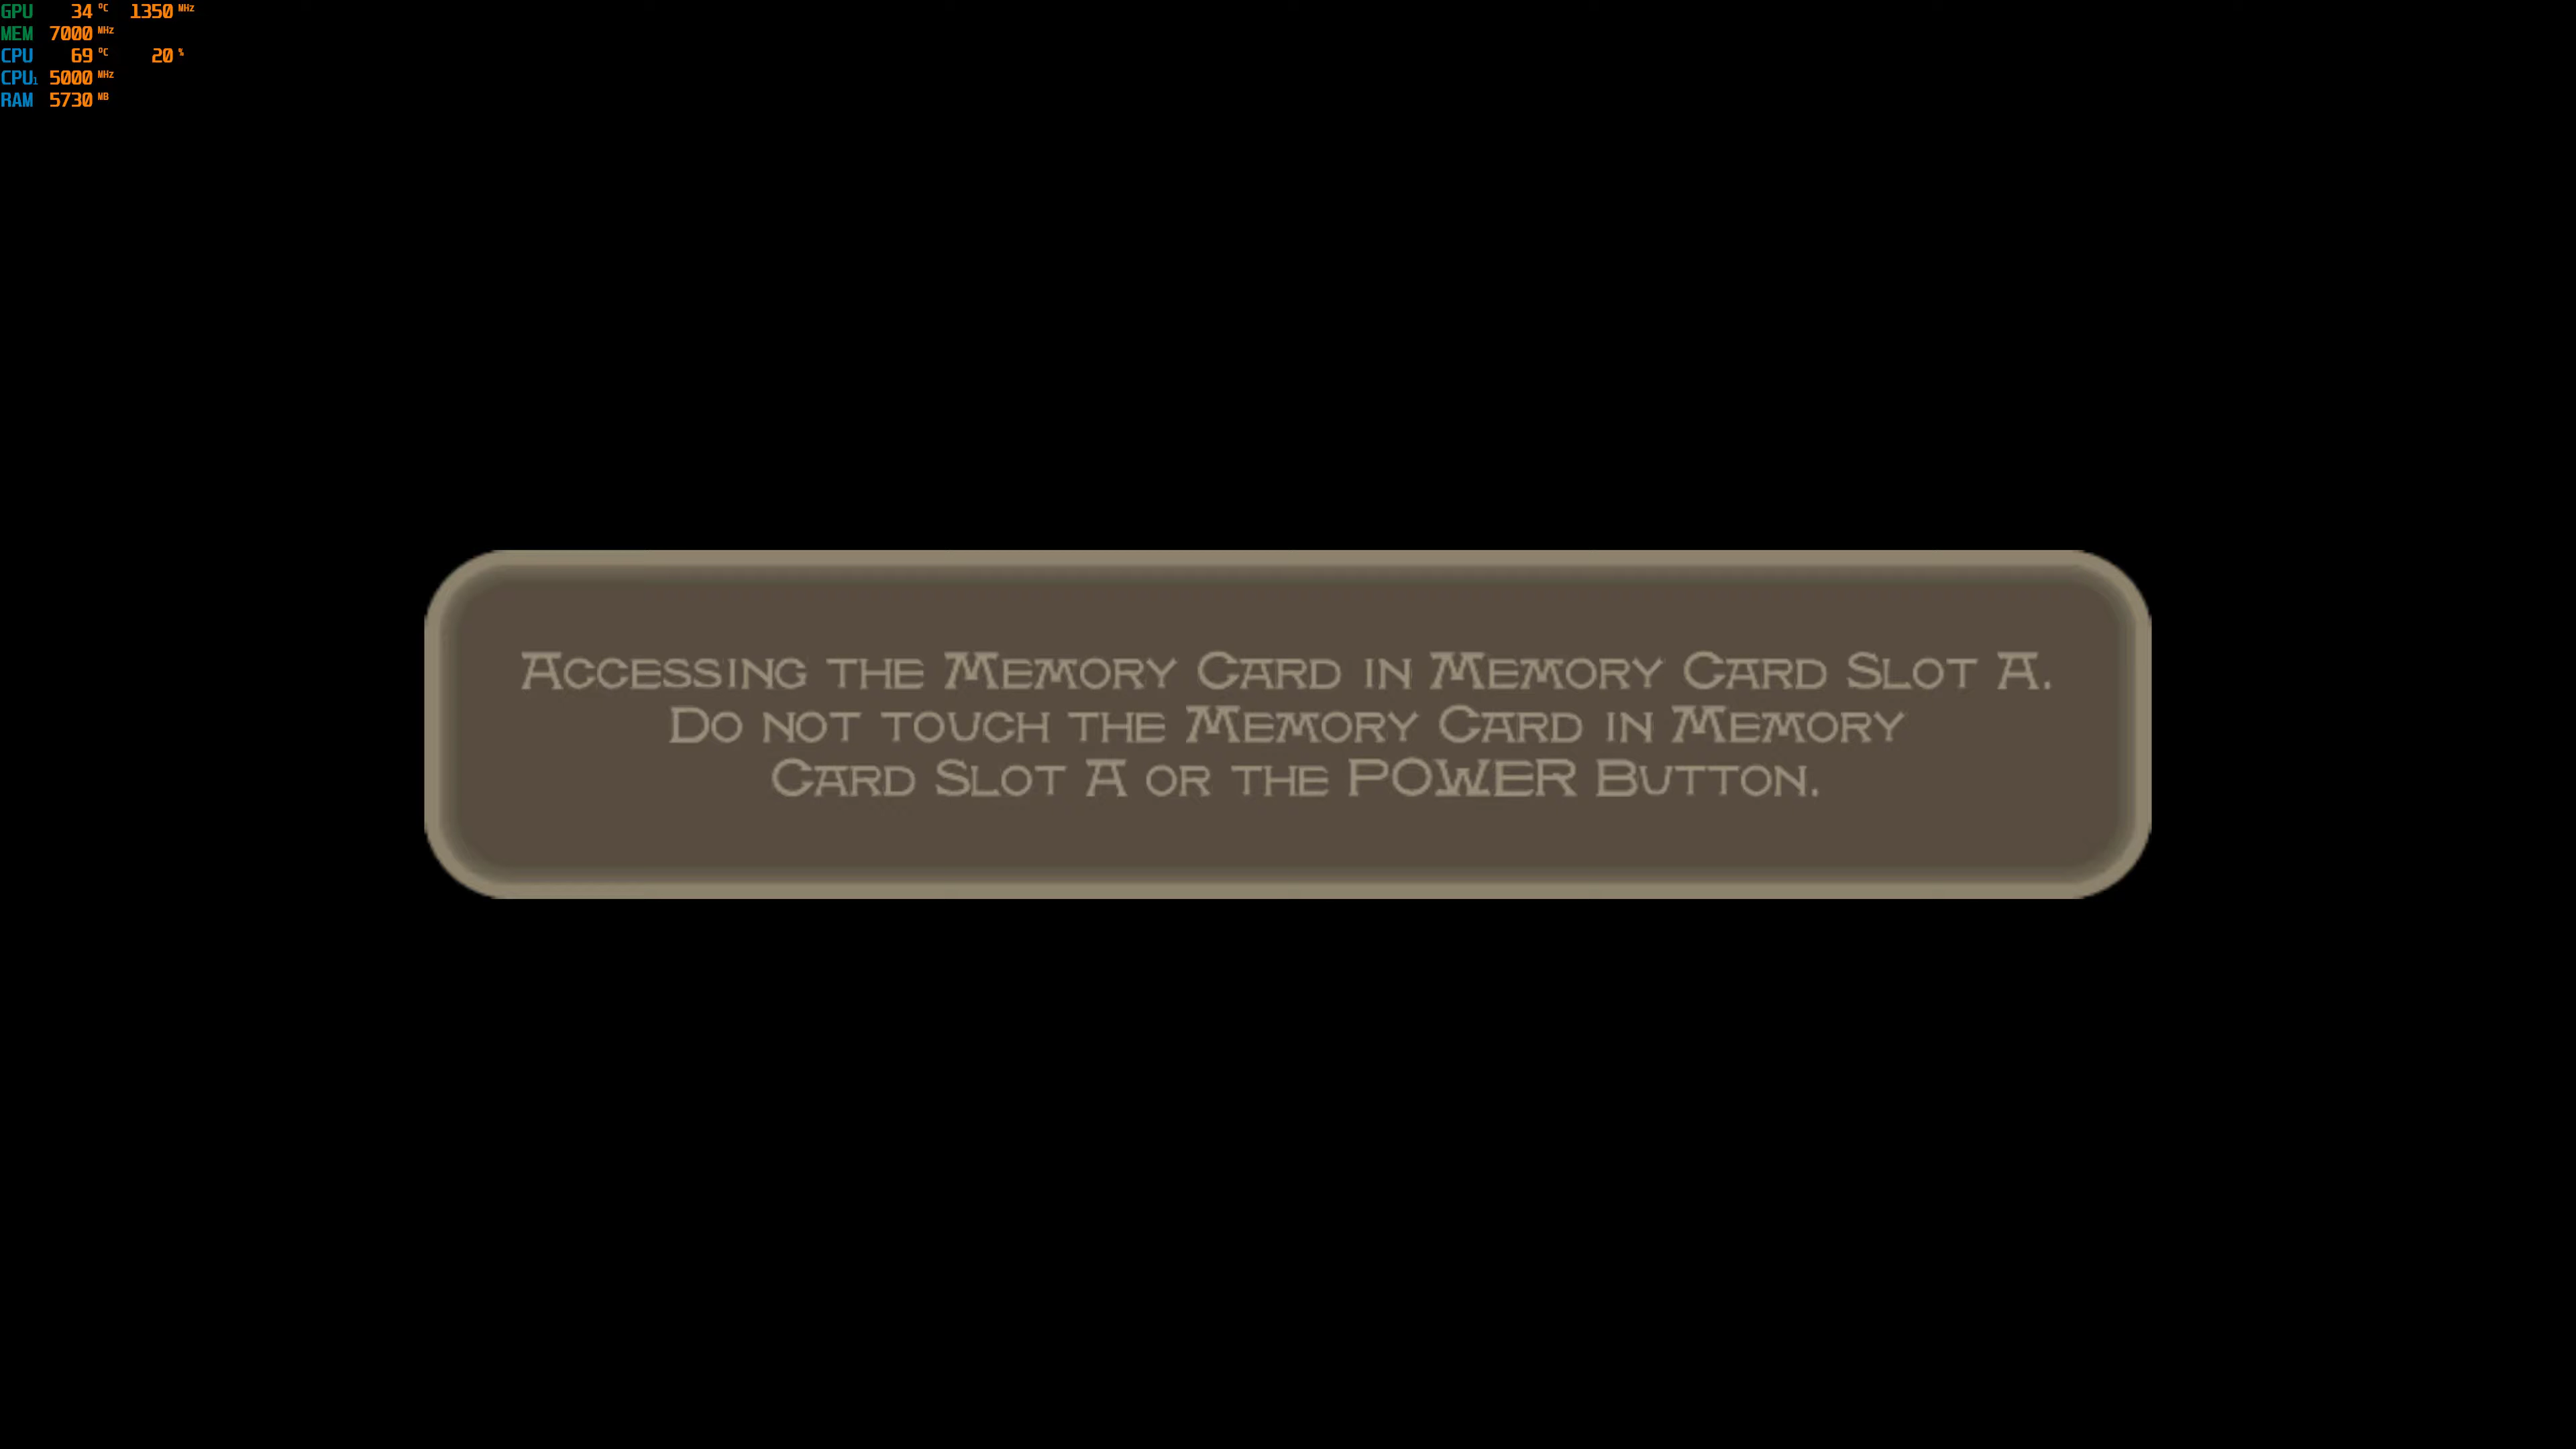 GPU 34 °C 1350 MHz
MEM 7000 MHz
CPU 69 °C 20 %
CPU1 5000 MHz
RAM 5730 MB
Accessing the Memory Card in Memory Card Slot A.
Do not touch the Memory Card in Memory
Card Slot A or the POWER Button.